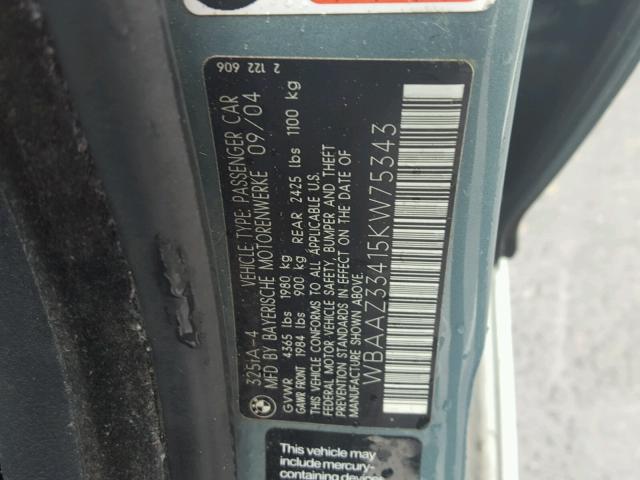 325iA-4 VEHICLE TYPE: PASSENGER CAR
MFD BY BAYERISCHE MOTORENWERKE 09/04
GVWR 4365 lbs 1980 kg
GAWR FRONT 1984 lbs 900 kg REAR 2425 lbs 1100 kg
THIS VEHICLE CONFORMS TO ALL APPLICABLE U.S.
FEDERAL MOTOR VEHICLE SAFETY, BUMPER AND THEFT
PREVENTION STANDARDS IN EFFECT ON THE DATE OF
MANUFACTURE SHOWN ABOVE.
WBAAZ33415KW75343
2 122 606
This vehicle may
include mercury-
containing devices